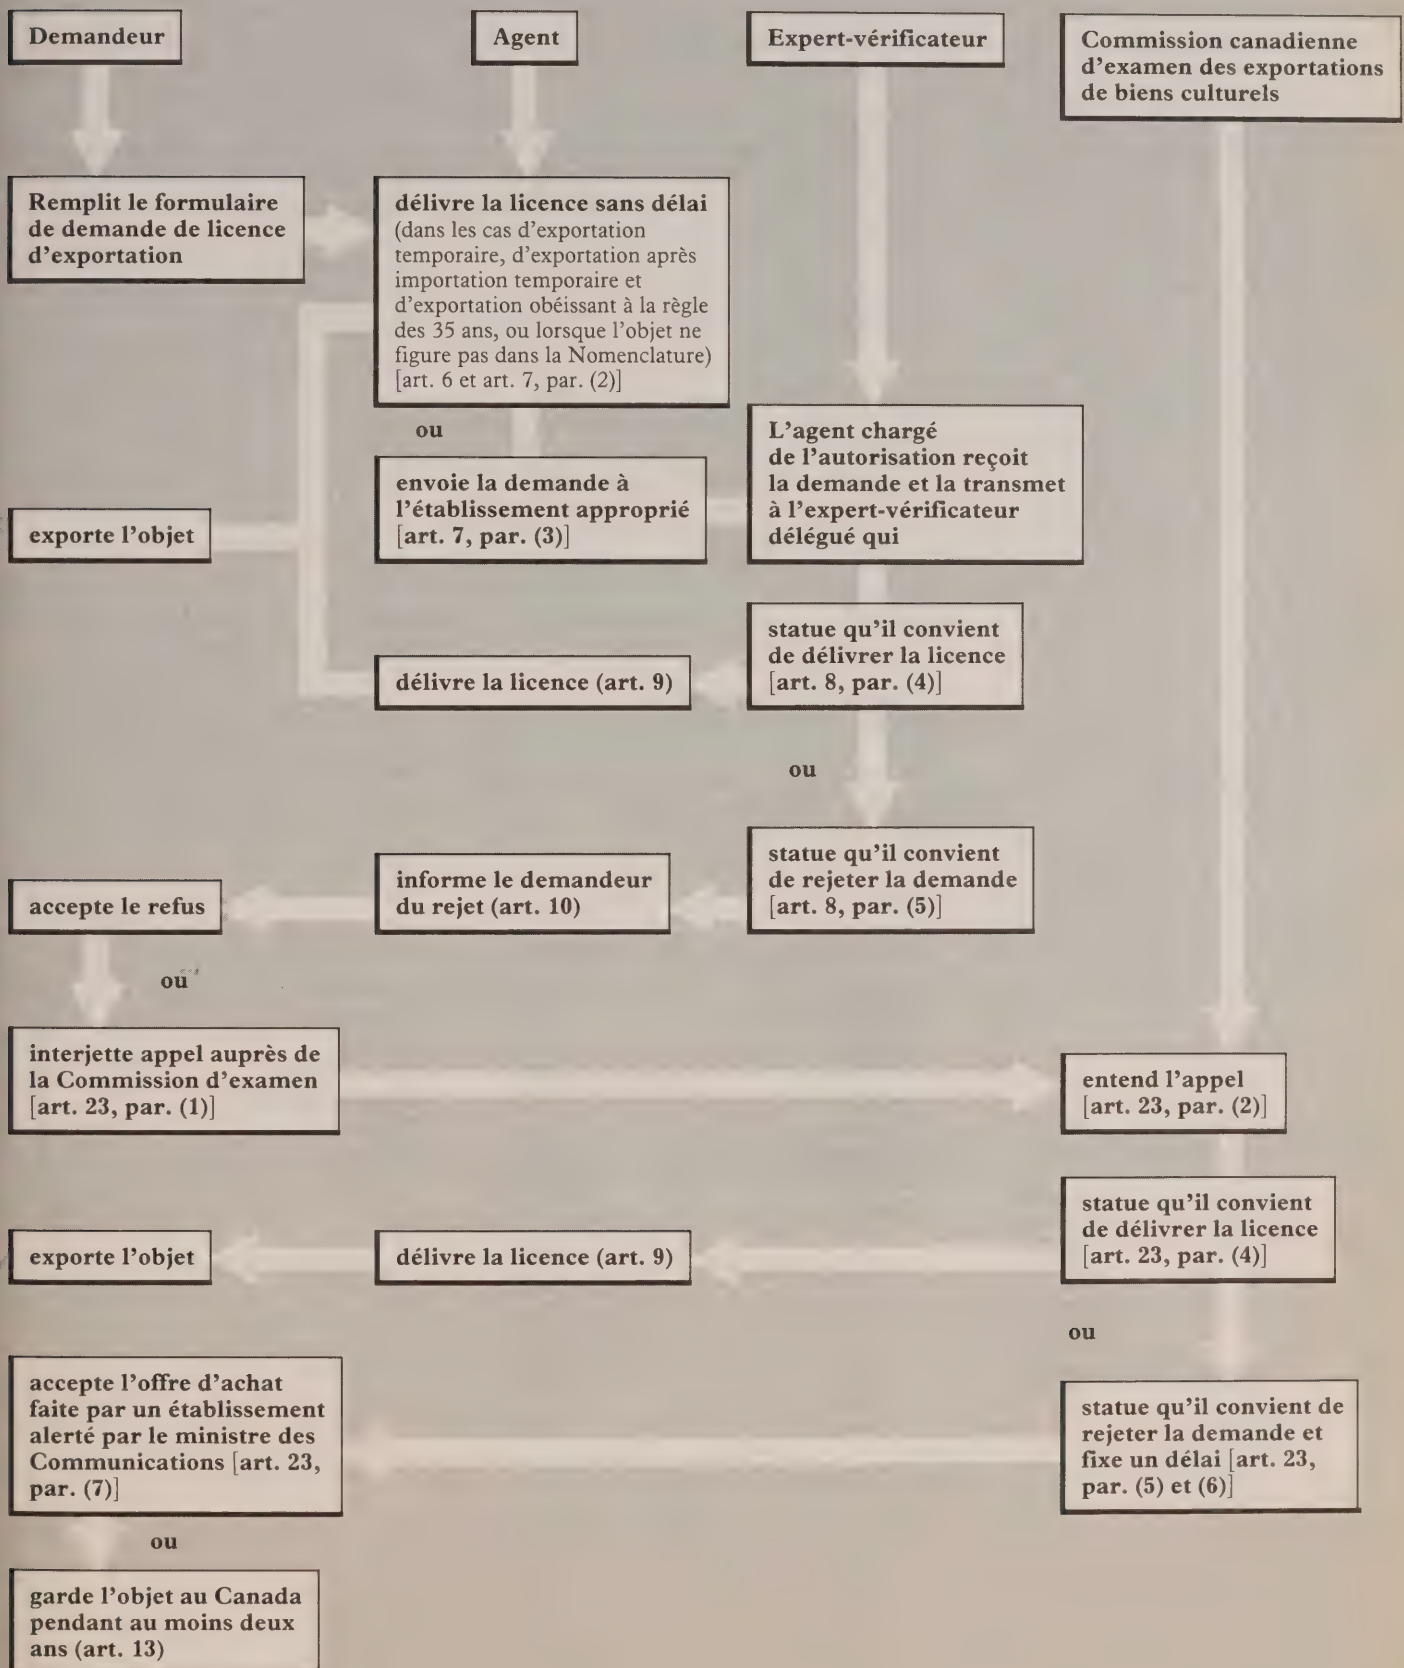 Demandeur
Agent
Expert-vérificateur
Commission canadienne
d'examen des exportations
de biens culturels
Remplit le formulaire
de demande de licence
d'exportation
délivre la licence sans délai
(dans les cas d'exportation
temporaire, d'exportation après
importation temporaire et
d'exportation obéissant à la règle
des 35 ans, ou lorsque l'objet ne
figure pas dans la Nomenclature)
[art. 6 et art. 7, par. (2)]
ou
envoie la demande à
l'établissement approprié
[art. 7, par. (3)]
L'agent chargé
de l'autorisation reçoit
la demande et la transmet
à l'expert-vérificateur
délégué qui
exporte l'objet
statue qu'il convient
de délivrer la licence
[art. 8, par. (4)]
délivre la licence (art. 9)
ou
statue qu'il convient
de rejeter la demande
[art. 8, par. (5)]
informe le demandeur
du rejet (art. 10)
accepte le refus
ou
interjette appel auprès de
la Commission d'examen
[art. 23, par. (1)]
entend l'appel
[art. 23, par. (2)]
statue qu'il convient
de délivrer la licence
[art. 23, par. (4)]
délivre la licence (art. 9)
exporte l'objet
ou
statue qu'il convient de
rejeter la demande et
fixe un délai [art. 23,
par. (5) et (6)]
accepte l'offre d'achat
faite par un établissement
alerté par le ministre des
Communications [art. 23,
par. (7)]
ou
garde l'objet au Canada
pendant au moins deux
ans (art. 13)